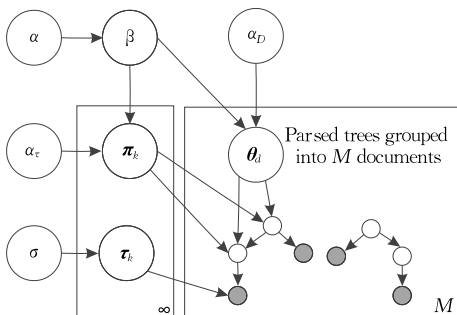 α
β
α_D
α_τ
π_k
θ_d
Parsed trees grouped
into M documents
σ
τ_k
∞
M